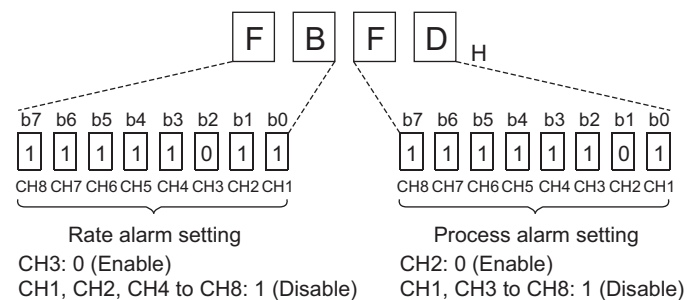 F B F D H
b7 b6 b5 b4 b3 b2 b1 b0
1 1 1 1 1 0 1 1
CH8 CH7 CH6 CH5 CH4 CH3 CH2 CH1
Rate alarm setting
CH3: 0 (Enable)
CH1, CH2, CH4 to CH8: 1 (Disable)
b7 b6 b5 b4 b3 b2 b1 b0
1 1 1 1 1 1 0 1
CH8 CH7 CH6 CH5 CH4 CH3 CH2 CH1
Process alarm setting
CH2: 0 (Enable)
CH1, CH3 to CH8: 1 (Disable)